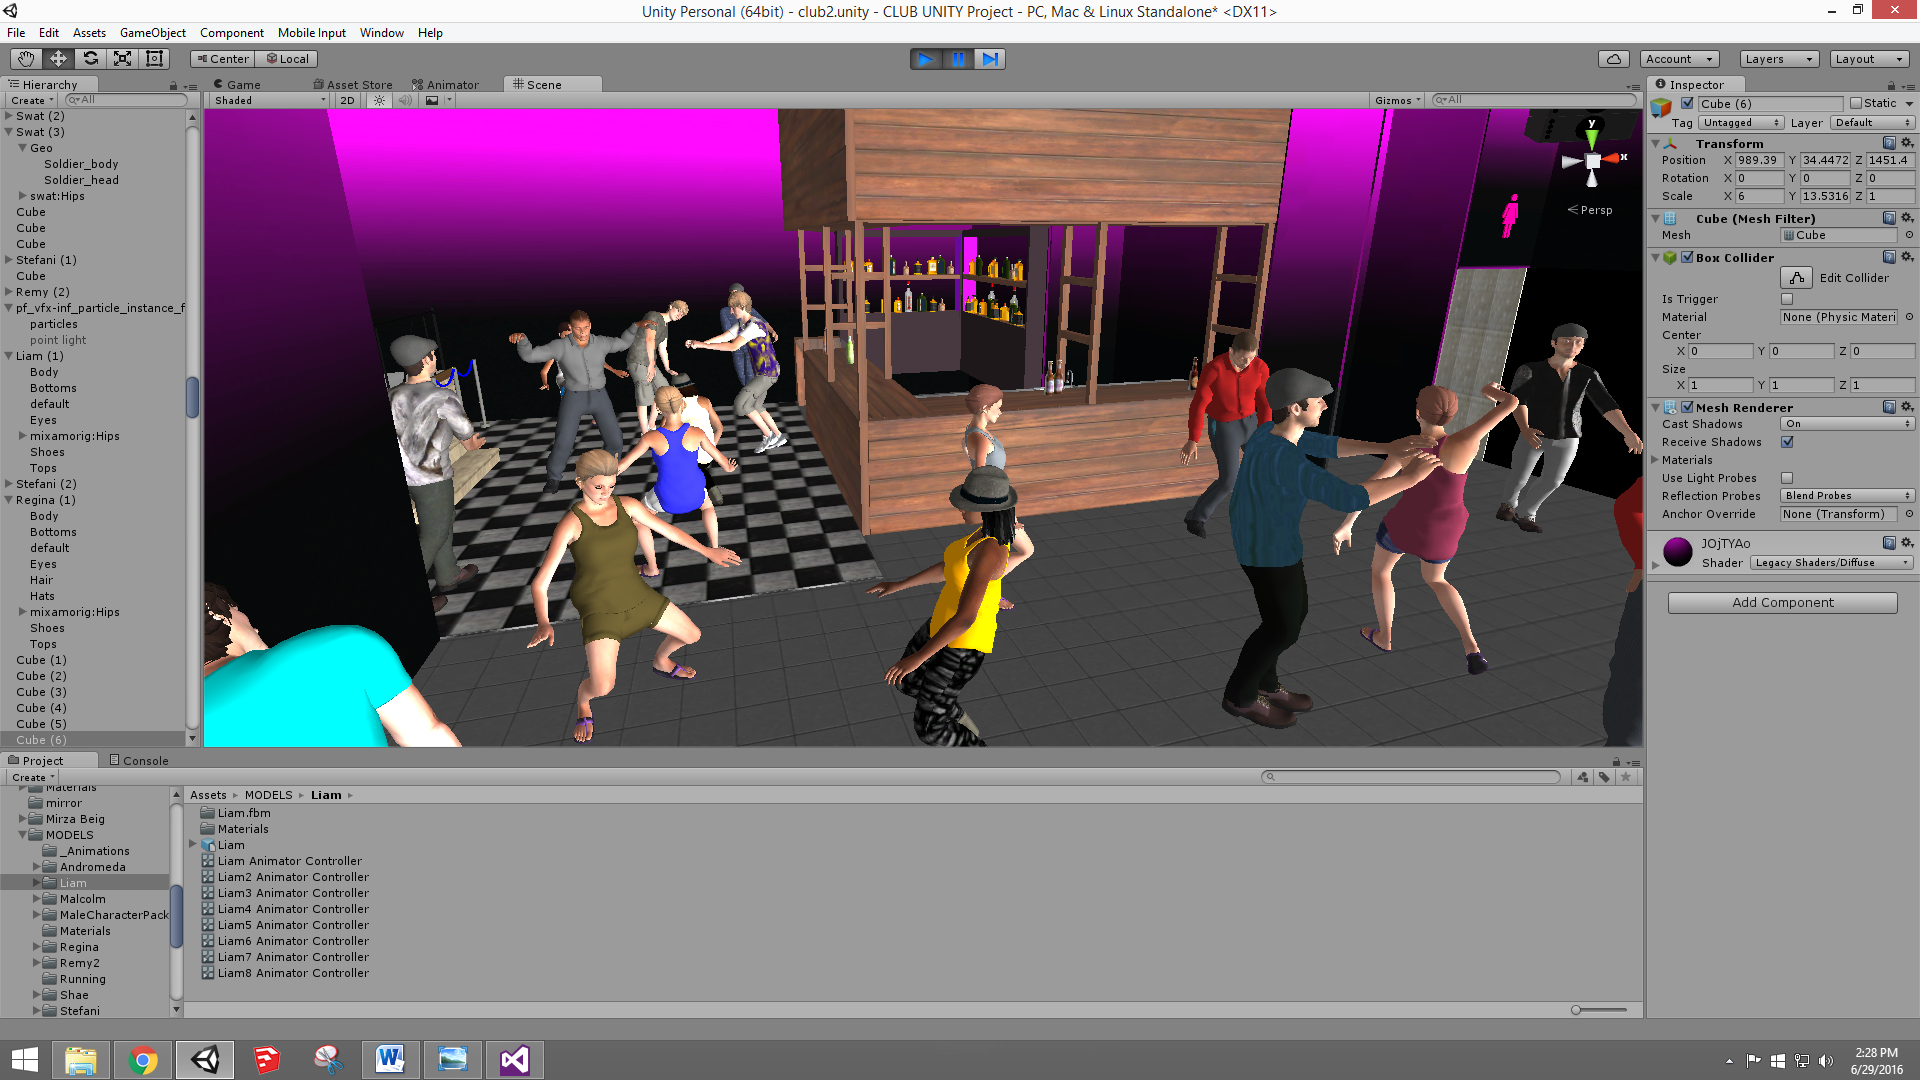 Unity Personal (64bit) - club2.unity - CLUB UNITY Project - PC, Mac & Linux Standalone* <DX11>
File Edit Assets GameObject Component Mobile Input Window Help
Center Local Account Layers Layout
Hierarchy
Create All
Swat (2)
Swat (3)
Geo
Soldier_body
Soldier_head
swat:Hips
Cube
Cube
Cube
Stefani (1)
Cube
Remy (2)
pf_vfx-inf_particle_instance_f
particles
point light
Liam (1)
Body
Bottoms
default
Eyes
mixamorig:Hips
Shoes
Tops
Stefani (2)
Regina (1)
Body
Bottoms
default
Eyes
Hair
Hats
mixamorig:Hips
Shoes
Tops
Cube (1)
Cube (2)
Cube (3)
Cube (4)
Cube (5)
Cube (6)
Game Asset Store Animator Scene
Shaded 2D Gizmos All
y
x
Persp
Inspector
Cube (6) Static
Tag Untagged Layer Default
Transform
Position X 989.39 Y 34.4472 Z 1451.4
Rotation X 0 Y 0 Z 0
Scale X 6 Y 13.5316 Z 1
Cube (Mesh Filter)
Mesh Cube
Box Collider
Edit Collider
Is Trigger
Material None (Physic Materi
Center
X 0 Y 0 Z 0
Size
X 1 Y 1 Z 1
Mesh Renderer
Cast Shadows On
Receive Shadows
Materials
Use Light Probes
Reflection Probes Blend Probes
Anchor Override None (Transform)
JOjTYAo
Shader Legacy Shaders/Diffuse
Add Component
Project Console
Create
Materials
mirror
Mirza Beig
MODELS
_Animations
Andromeda
Liam
Malcolm
MaleCharacterPack
Materials
Regina
Remy2
Running
Shae
Stefani
Assets MODELS Liam
Liam.fbm
Materials
Liam
Liam Animator Controller
Liam2 Animator Controller
Liam3 Animator Controller
Liam4 Animator Controller
Liam5 Animator Controller
Liam6 Animator Controller
Liam7 Animator Controller
Liam8 Animator Controller
2:28 PM
6/29/2016